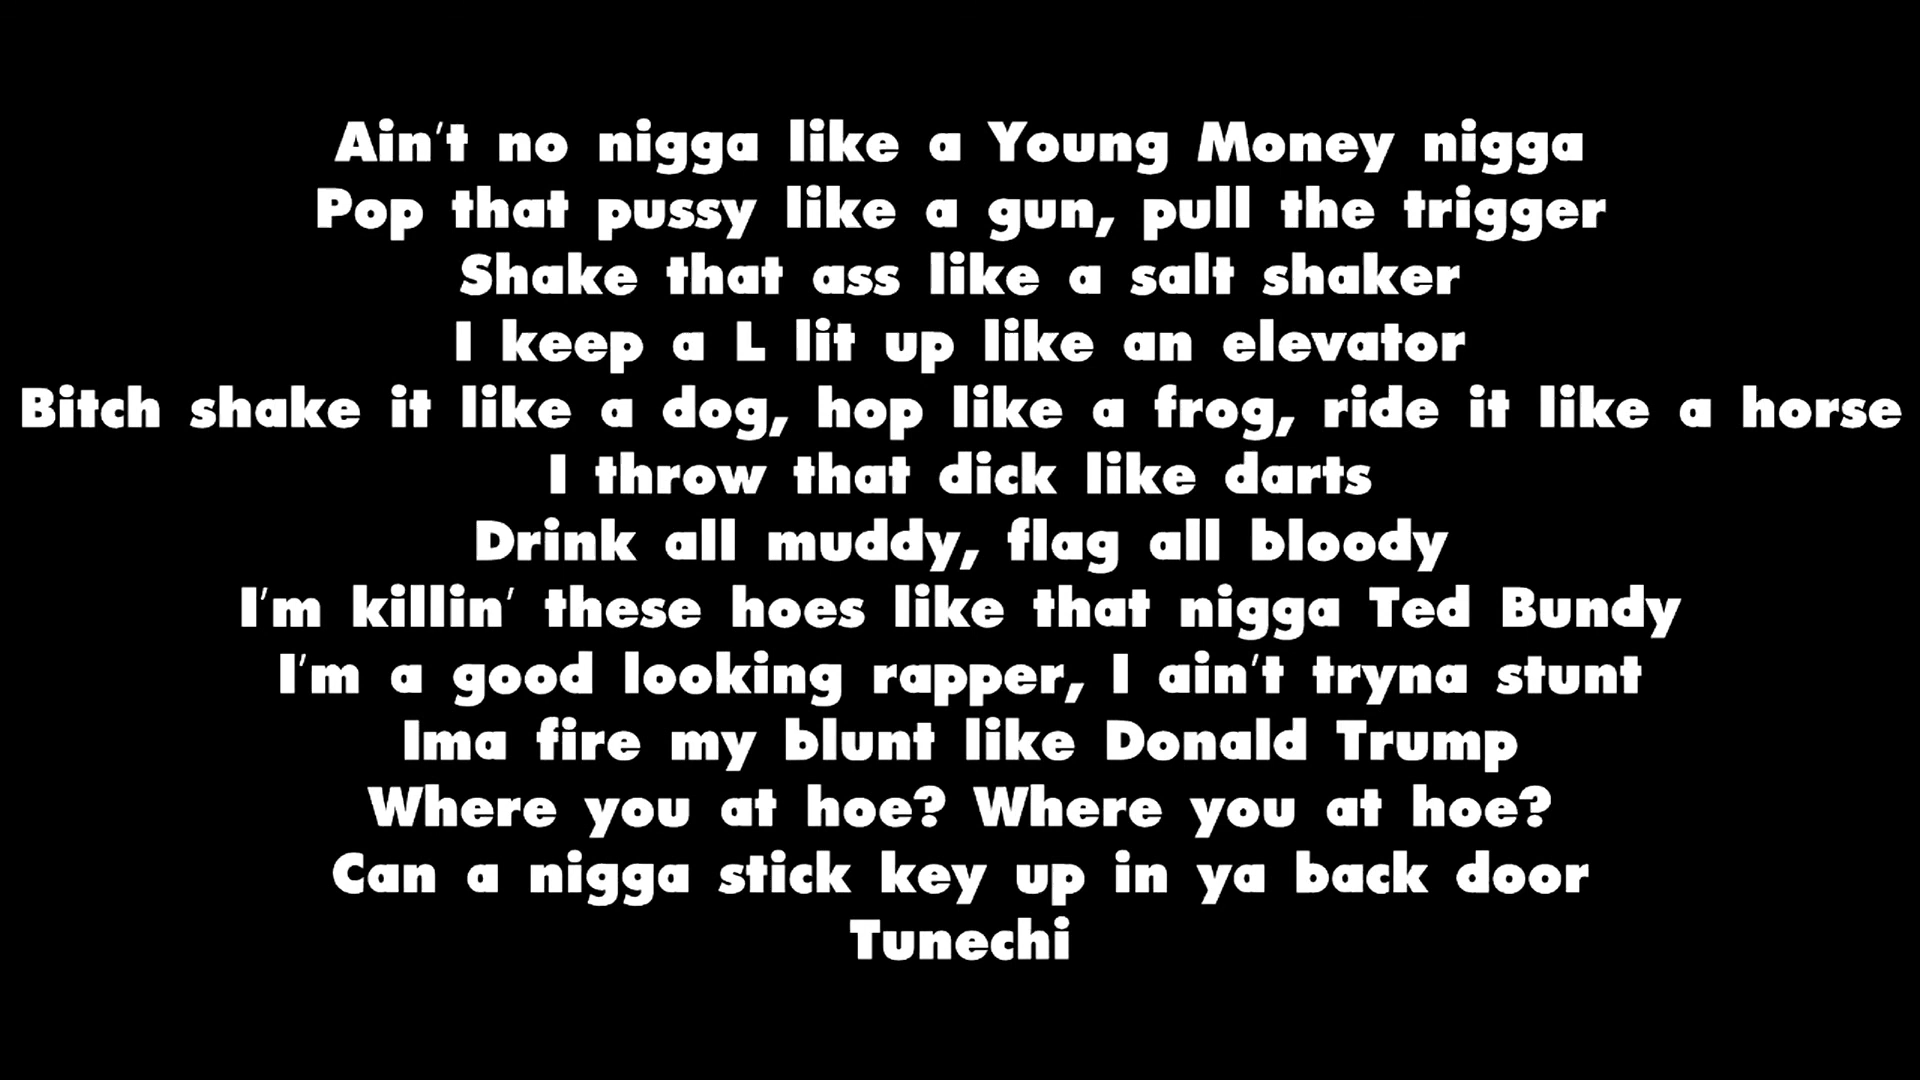 Ain't no nigga like a Young Money nigga
Pop that pussy like a gun, pull the trigger
Shake that ass like a salt shaker
I keep a L lit up like an elevator
Bitch shake it like a dog, hop like a frog, ride it like a horse
I throw that dick like darts
Drink all muddy, flag all bloody
I'm killin' these hoes like that nigga Ted Bundy
I'm a good looking rapper, I ain't tryna stunt
Ima fire my blunt like Donald Trump
Where you at hoe? Where you at hoe?
Can a nigga stick key up in ya back door
Tunechi